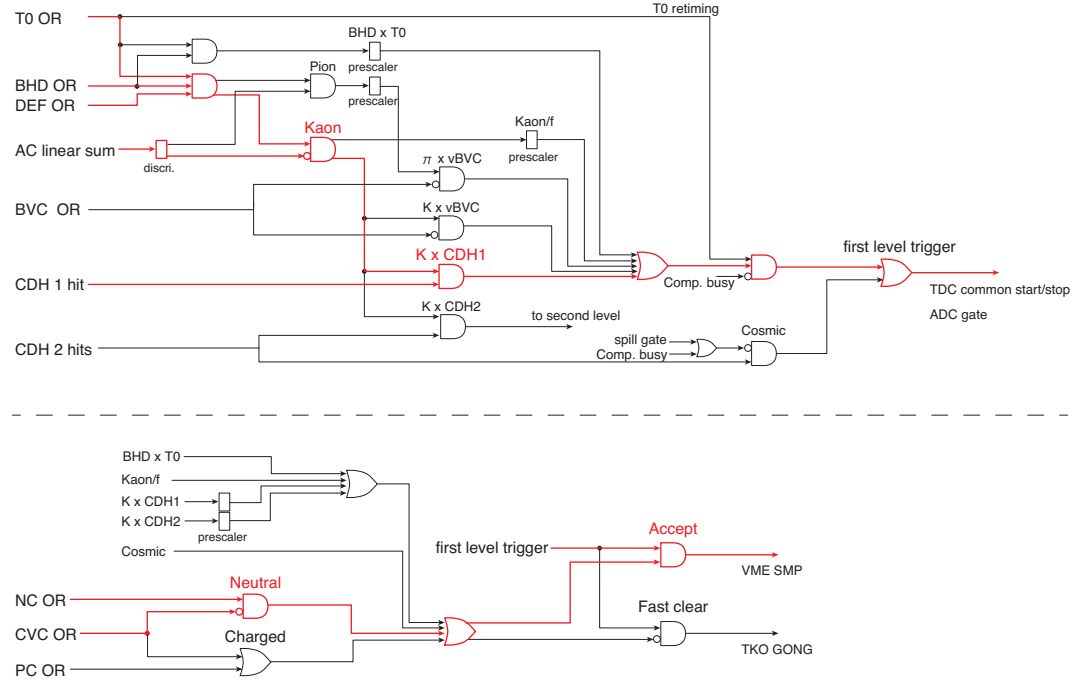 T0 OR
T0 retiming
BHD x T0
prescaler
Pion
BHD OR
prescaler
DEF OR
Kaon
Kaon/f
AC linear sum
prescaler
discri.
π x vBVC
BVC OR
K x vBVC
K x CDH1
first level trigger
CDH 1 hit
Comp. busy
TDC common start/stop
K x CDH2
to second level
ADC gate
Cosmic
spill gate
CDH 2 hits
Comp. busy
BHD x T0
Kaon/f
K x CDH1
K x CDH2
prescaler
Accept
Cosmic
first level trigger
VME SMP
Neutral
NC OR
Fast clear
CVC OR
Charged
TKO GONG
PC OR